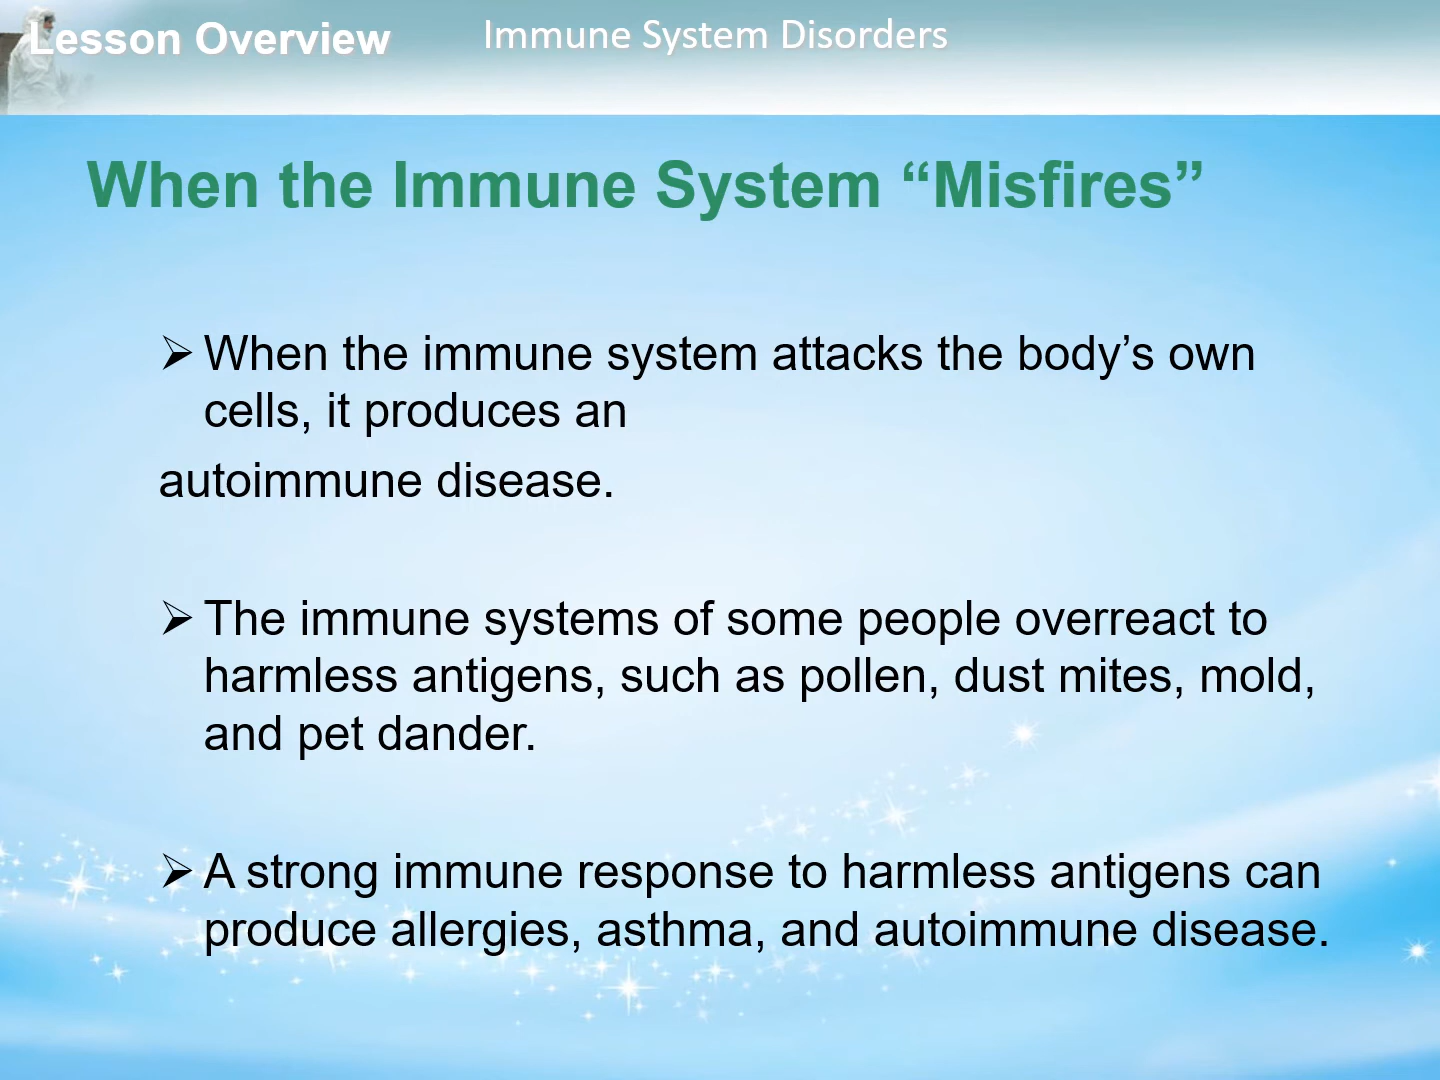 Lesson Overview
Immune System Disorders
When the Immune System “Misfires”
➢ When the immune system attacks the body’s own
cells, it produces an
autoimmune disease.
➢ The immune systems of some people overreact to
harmless antigens, such as pollen, dust mites, mold,
and pet dander.
➢ A strong immune response to harmless antigens can
produce allergies, asthma, and autoimmune disease.